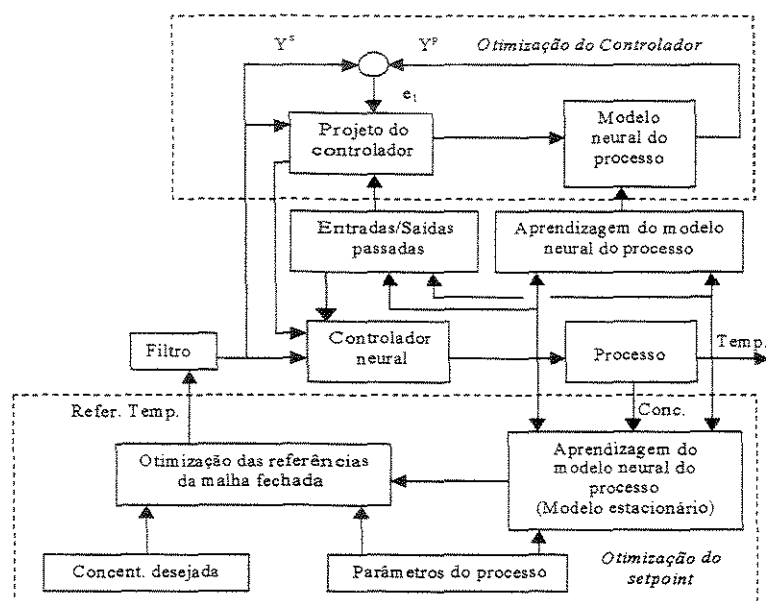 Y^s
Y^p
Otimização do Controlador
e_1
Projeto do
controlador
Modelo
neural do
processo
Entradas/Saídas
passadas
Aprendizagem do modelo
neural do processo
Filtro
Controlador
neural
Processo
Temp.
Refer. Temp.
Conc.
Otimização das referências
da malha fechada
Aprendizagem do
modelo neural do
processo
(Modelo estacionário)
Concent. desejada
Parâmetros do processo
Otimização do
setpoint